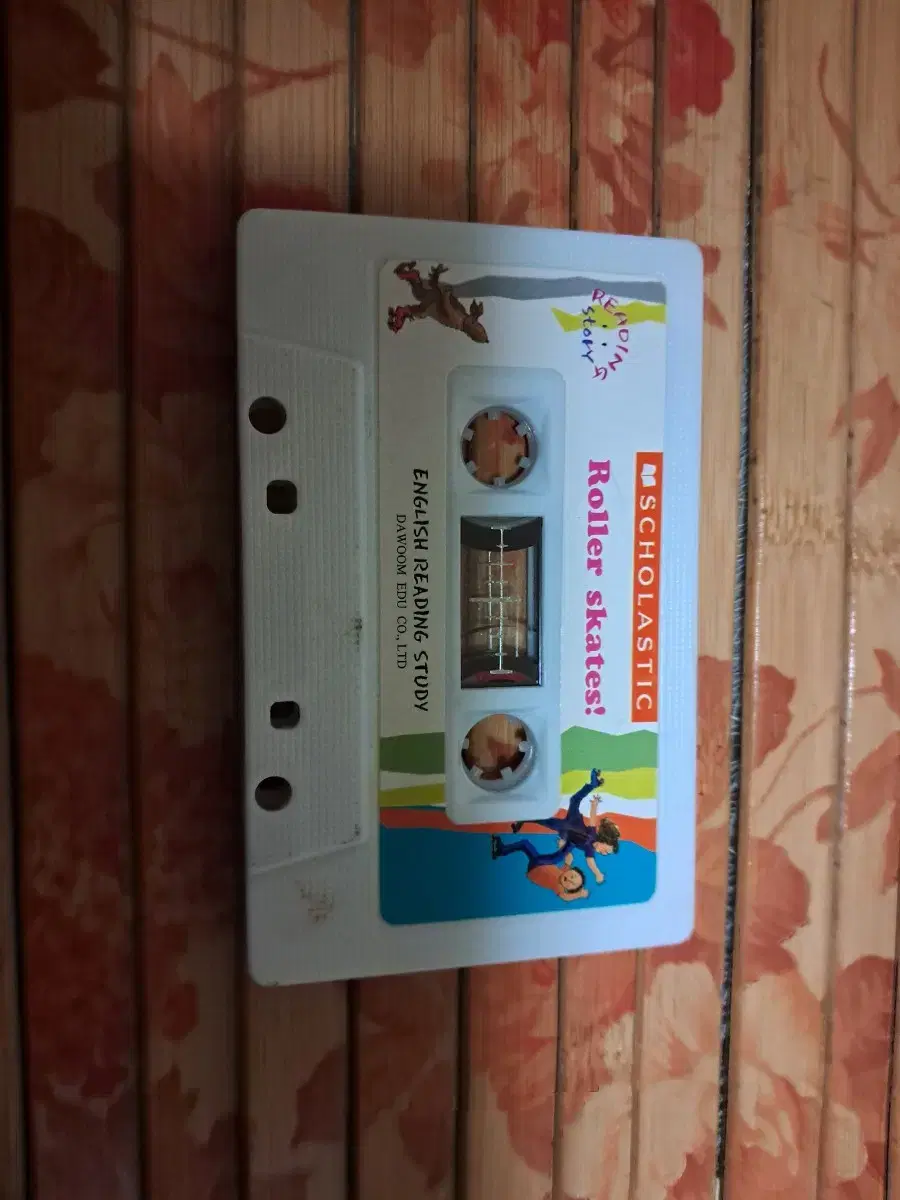 READING
Story
SCHOLASTIC
Roller skates!
ENGLISH READING STUDY
DAWOOM EDU CO., LTD